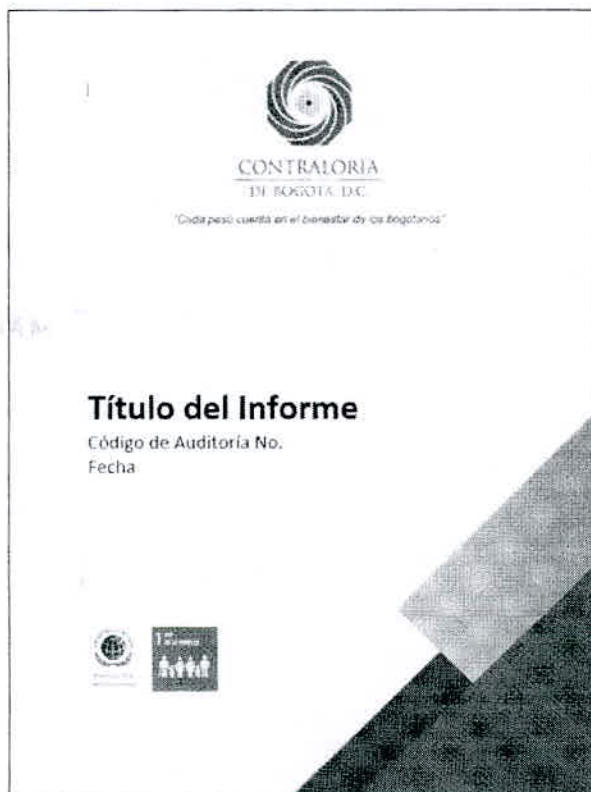 CONTRALORÍA
DE BOGOTÁ, D.C.
"Cada peso cuenta en el bienestar de los bogotanos"
Título del Informe
Código de Auditoría No.
Fecha
1